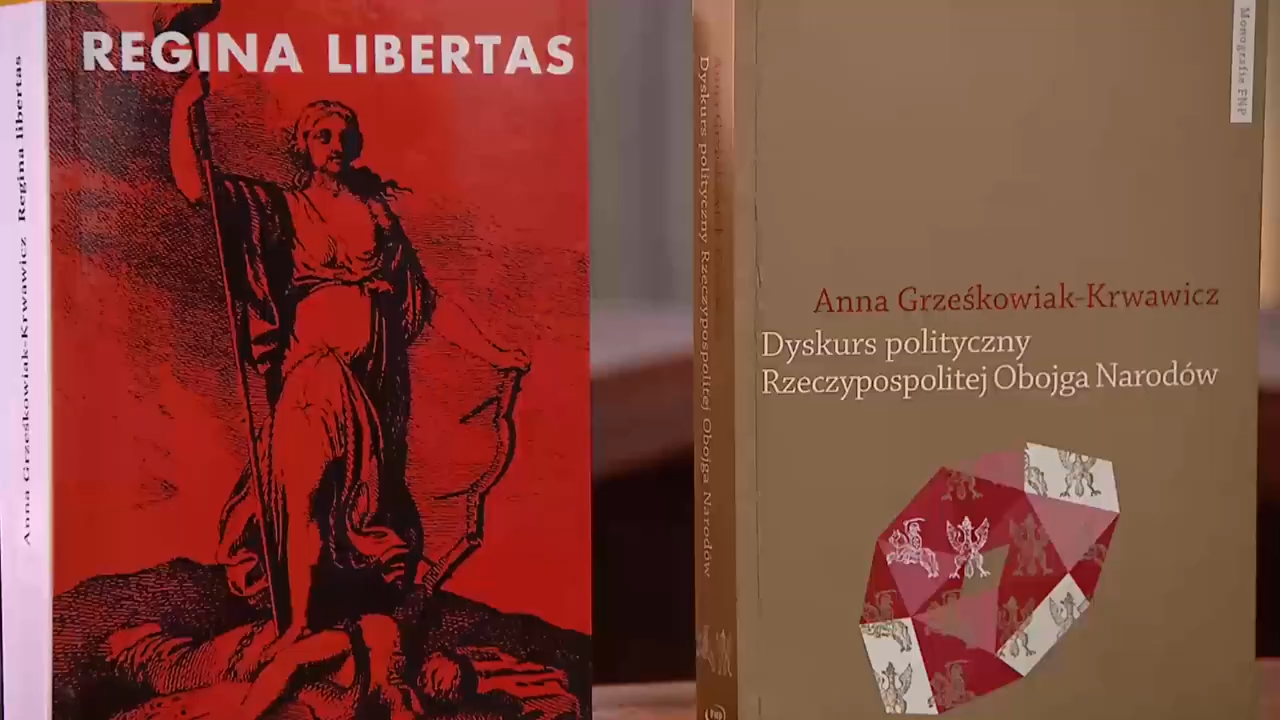 REGINA LIBERTAS
Anna Grześkowiak-Krwawicz Regina libertas
Dyskurs polityczny Rzeczypospolitej Obojga Narodów
Monografie FNP
Anna Grześkowiak-Krwawicz
Dyskurs polityczny
Rzeczypospolitej Obojga Narodów